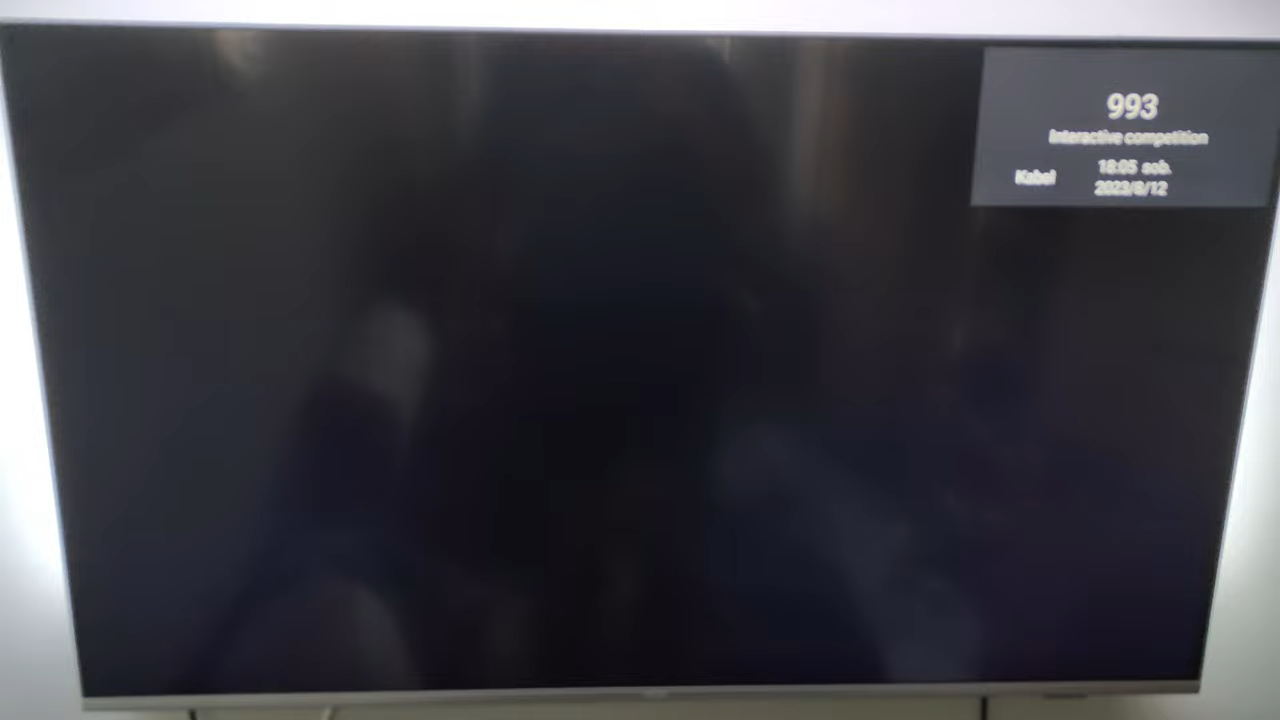 993
Interactive competition
18:05 sob.
Kabel
2023/8/12